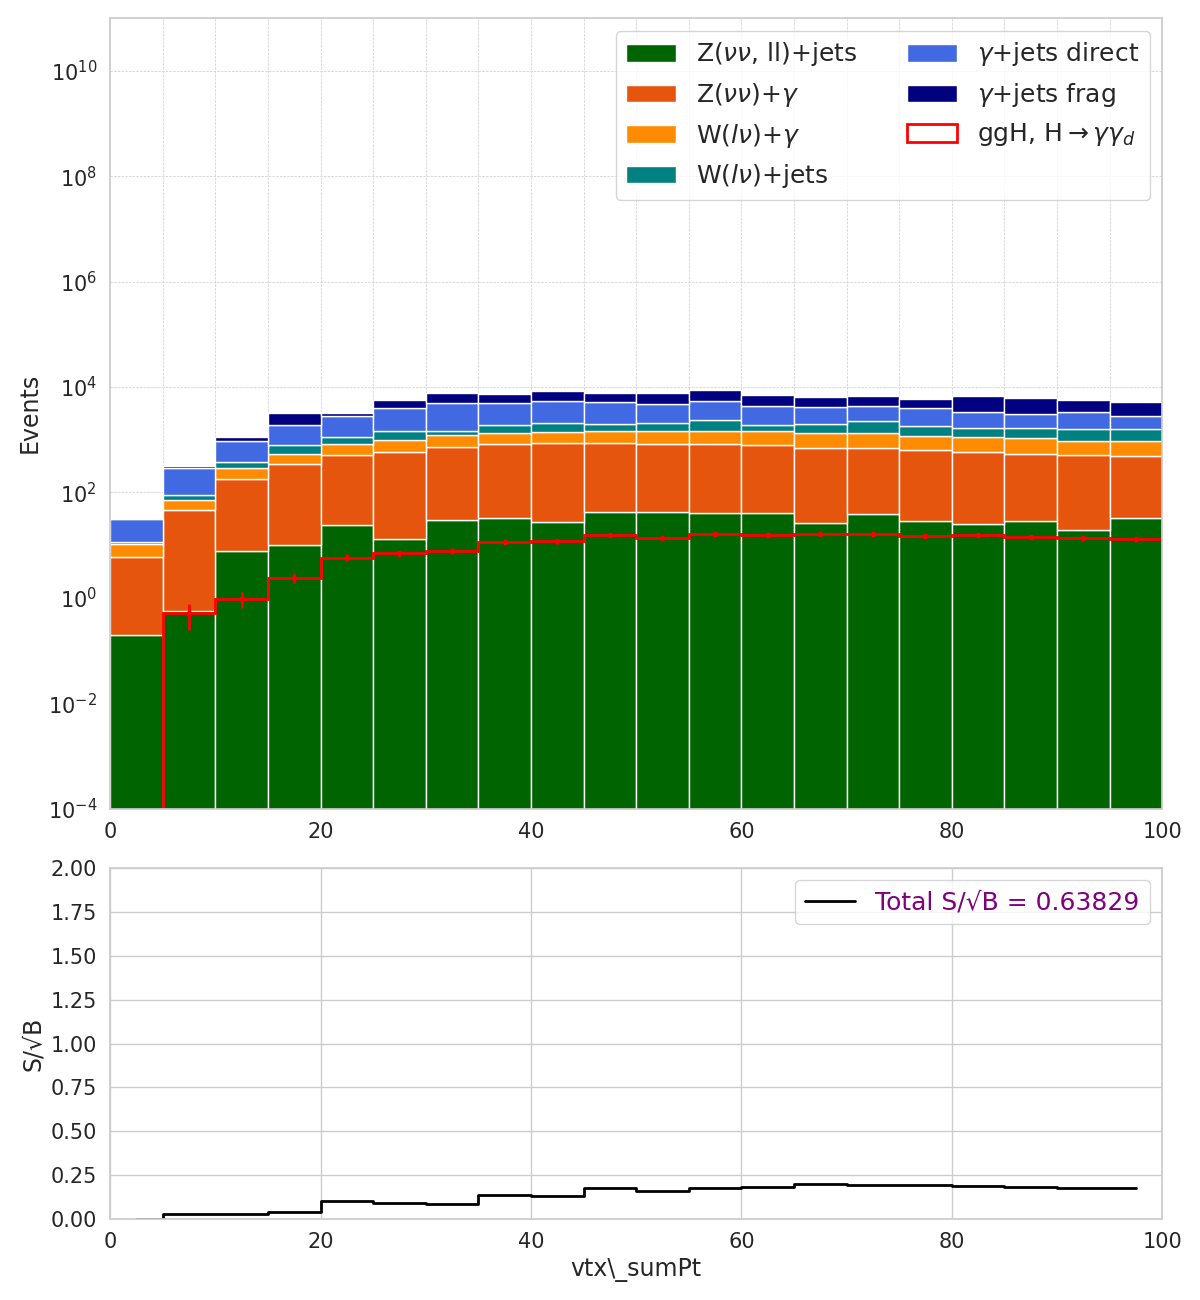 Z(νν, ll)+jets
Z(νν)+γ
W(lν)+γ
W(lν)+jets
γ+jets direct
γ+jets frag
ggH, H→γγ_d
Events
10^10
10^8
10^6
10^4
10^2
10^0
10^−2
10^−4
0 20 40 60 80 100
Total S/√B = 0.63829
S/√B
2.00
1.75
1.50
1.25
1.00
0.75
0.50
0.25
0.00
0 20 40 60 80 100
vtx\_sumPt